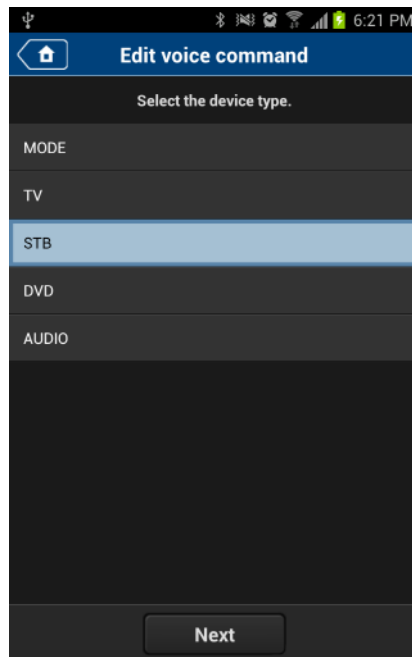 6:21 PM
Edit voice command
Select the device type.
MODE
TV
STB
DVD
AUDIO
Next